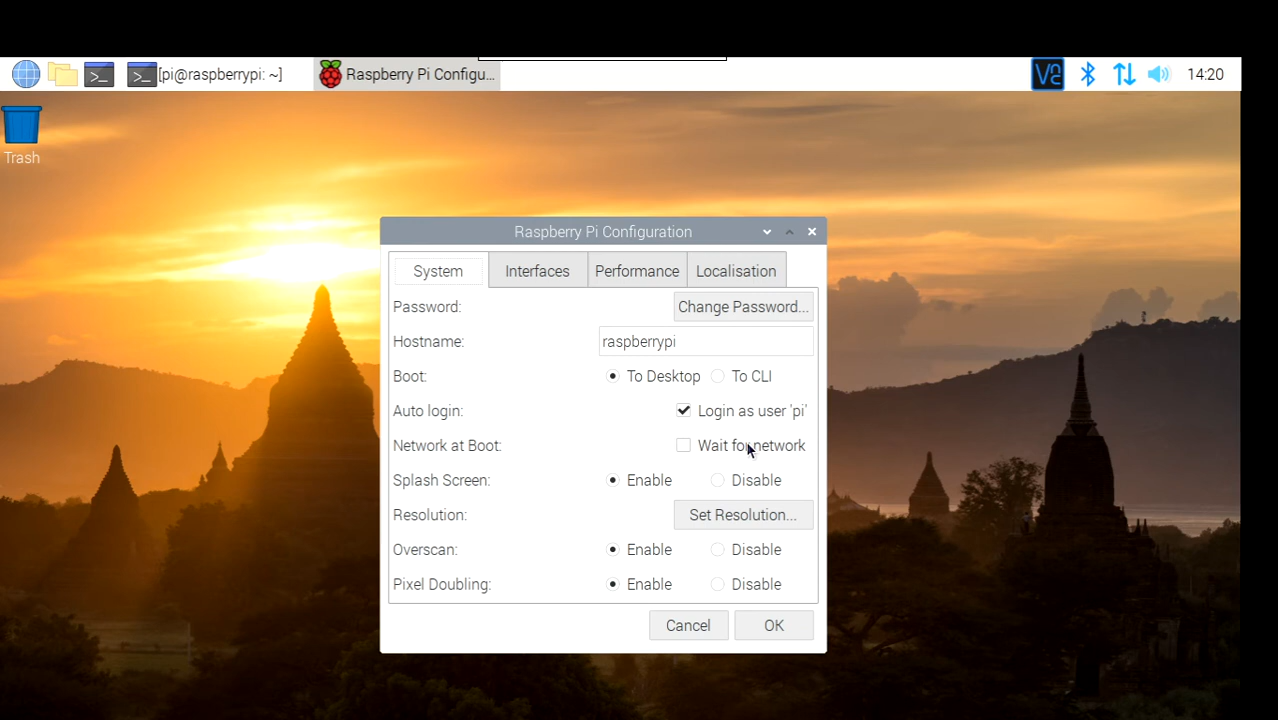 [pi@raspberrypi: ~] Raspberry Pi Configu... VNC 14:20
Trash
Raspberry Pi Configuration
System Interfaces Performance Localisation
Password: Change Password...
Hostname: raspberrypi
Boot: To Desktop To CLI
Auto login: Login as user 'pi'
Network at Boot: Wait for network
Splash Screen: Enable Disable
Resolution: Set Resolution...
Overscan: Enable Disable
Pixel Doubling: Enable Disable
Cancel OK